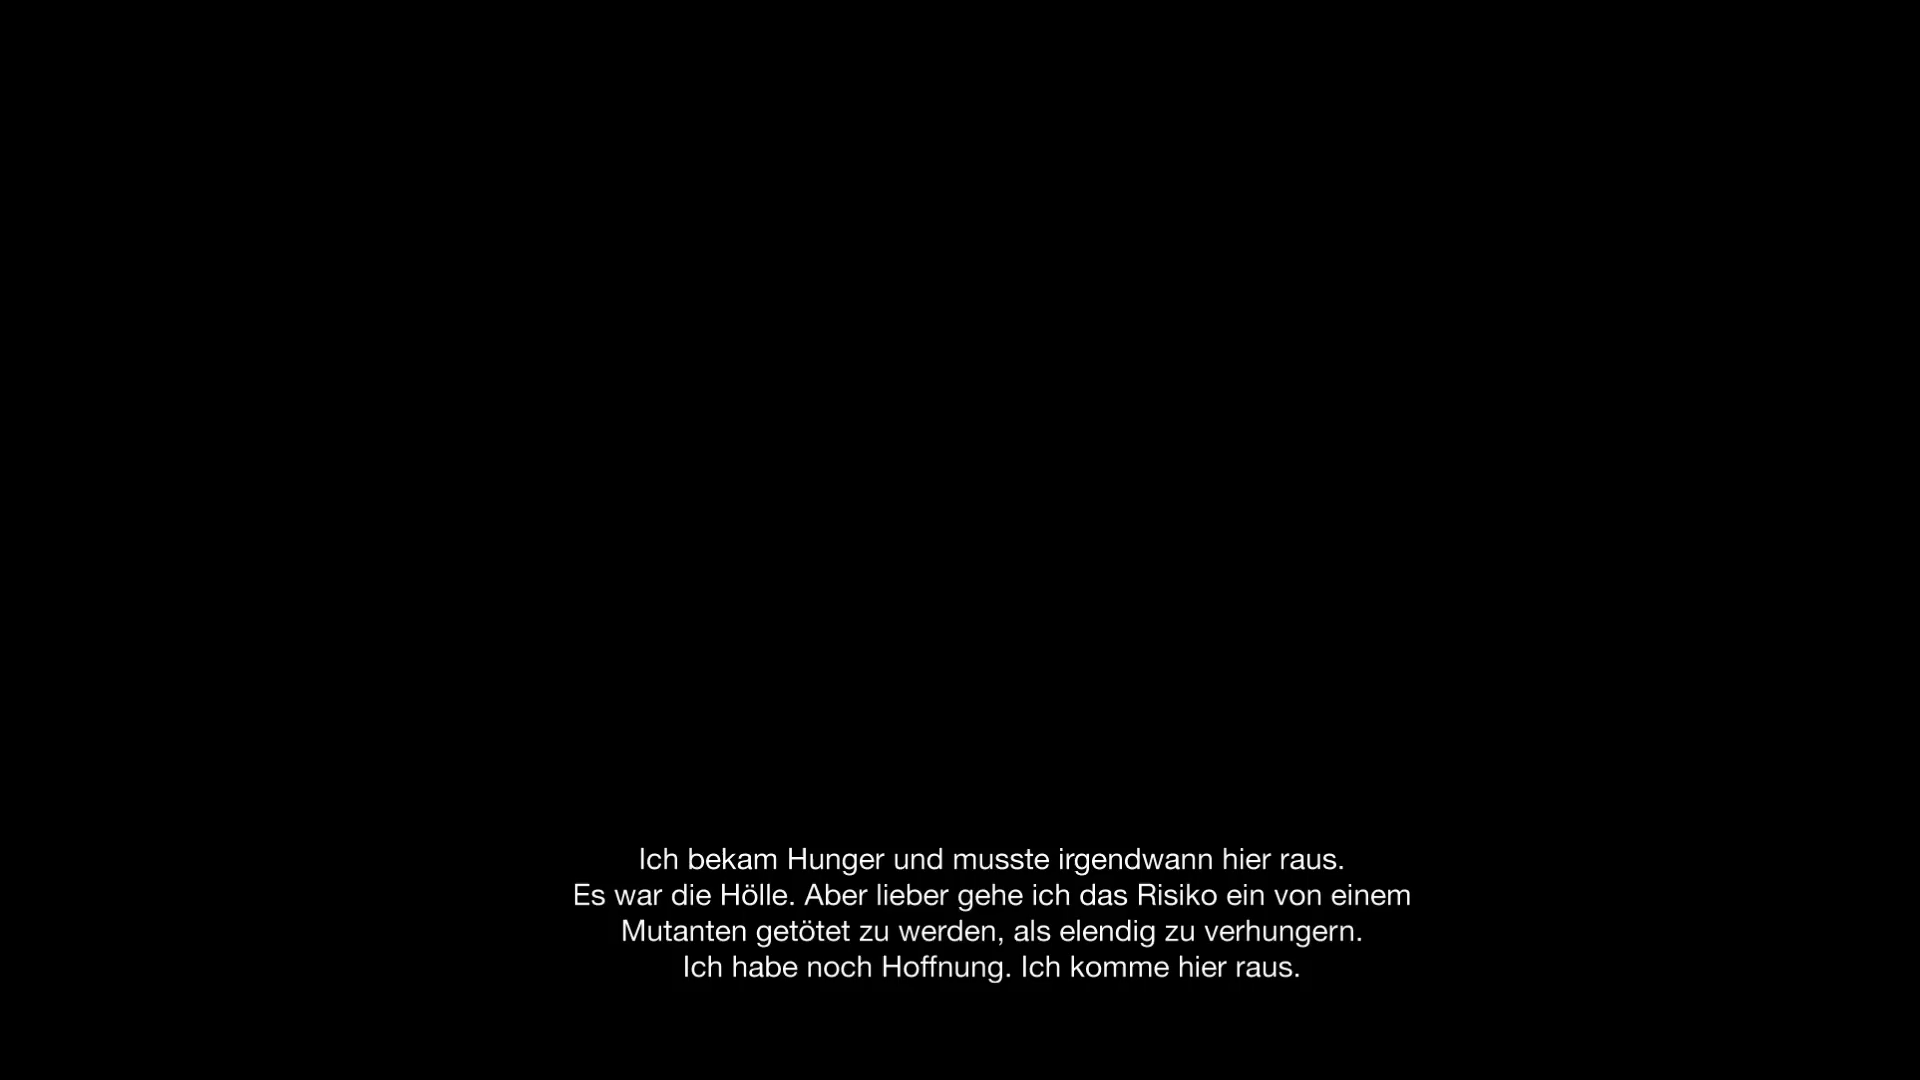 Ich bekam Hunger und musste irgendwann hier raus.
Es war die Hölle. Aber lieber gehe ich das Risiko ein von einem
Mutanten getötet zu werden, als elendig zu verhungern.
Ich habe noch Hoffnung. Ich komme hier raus.